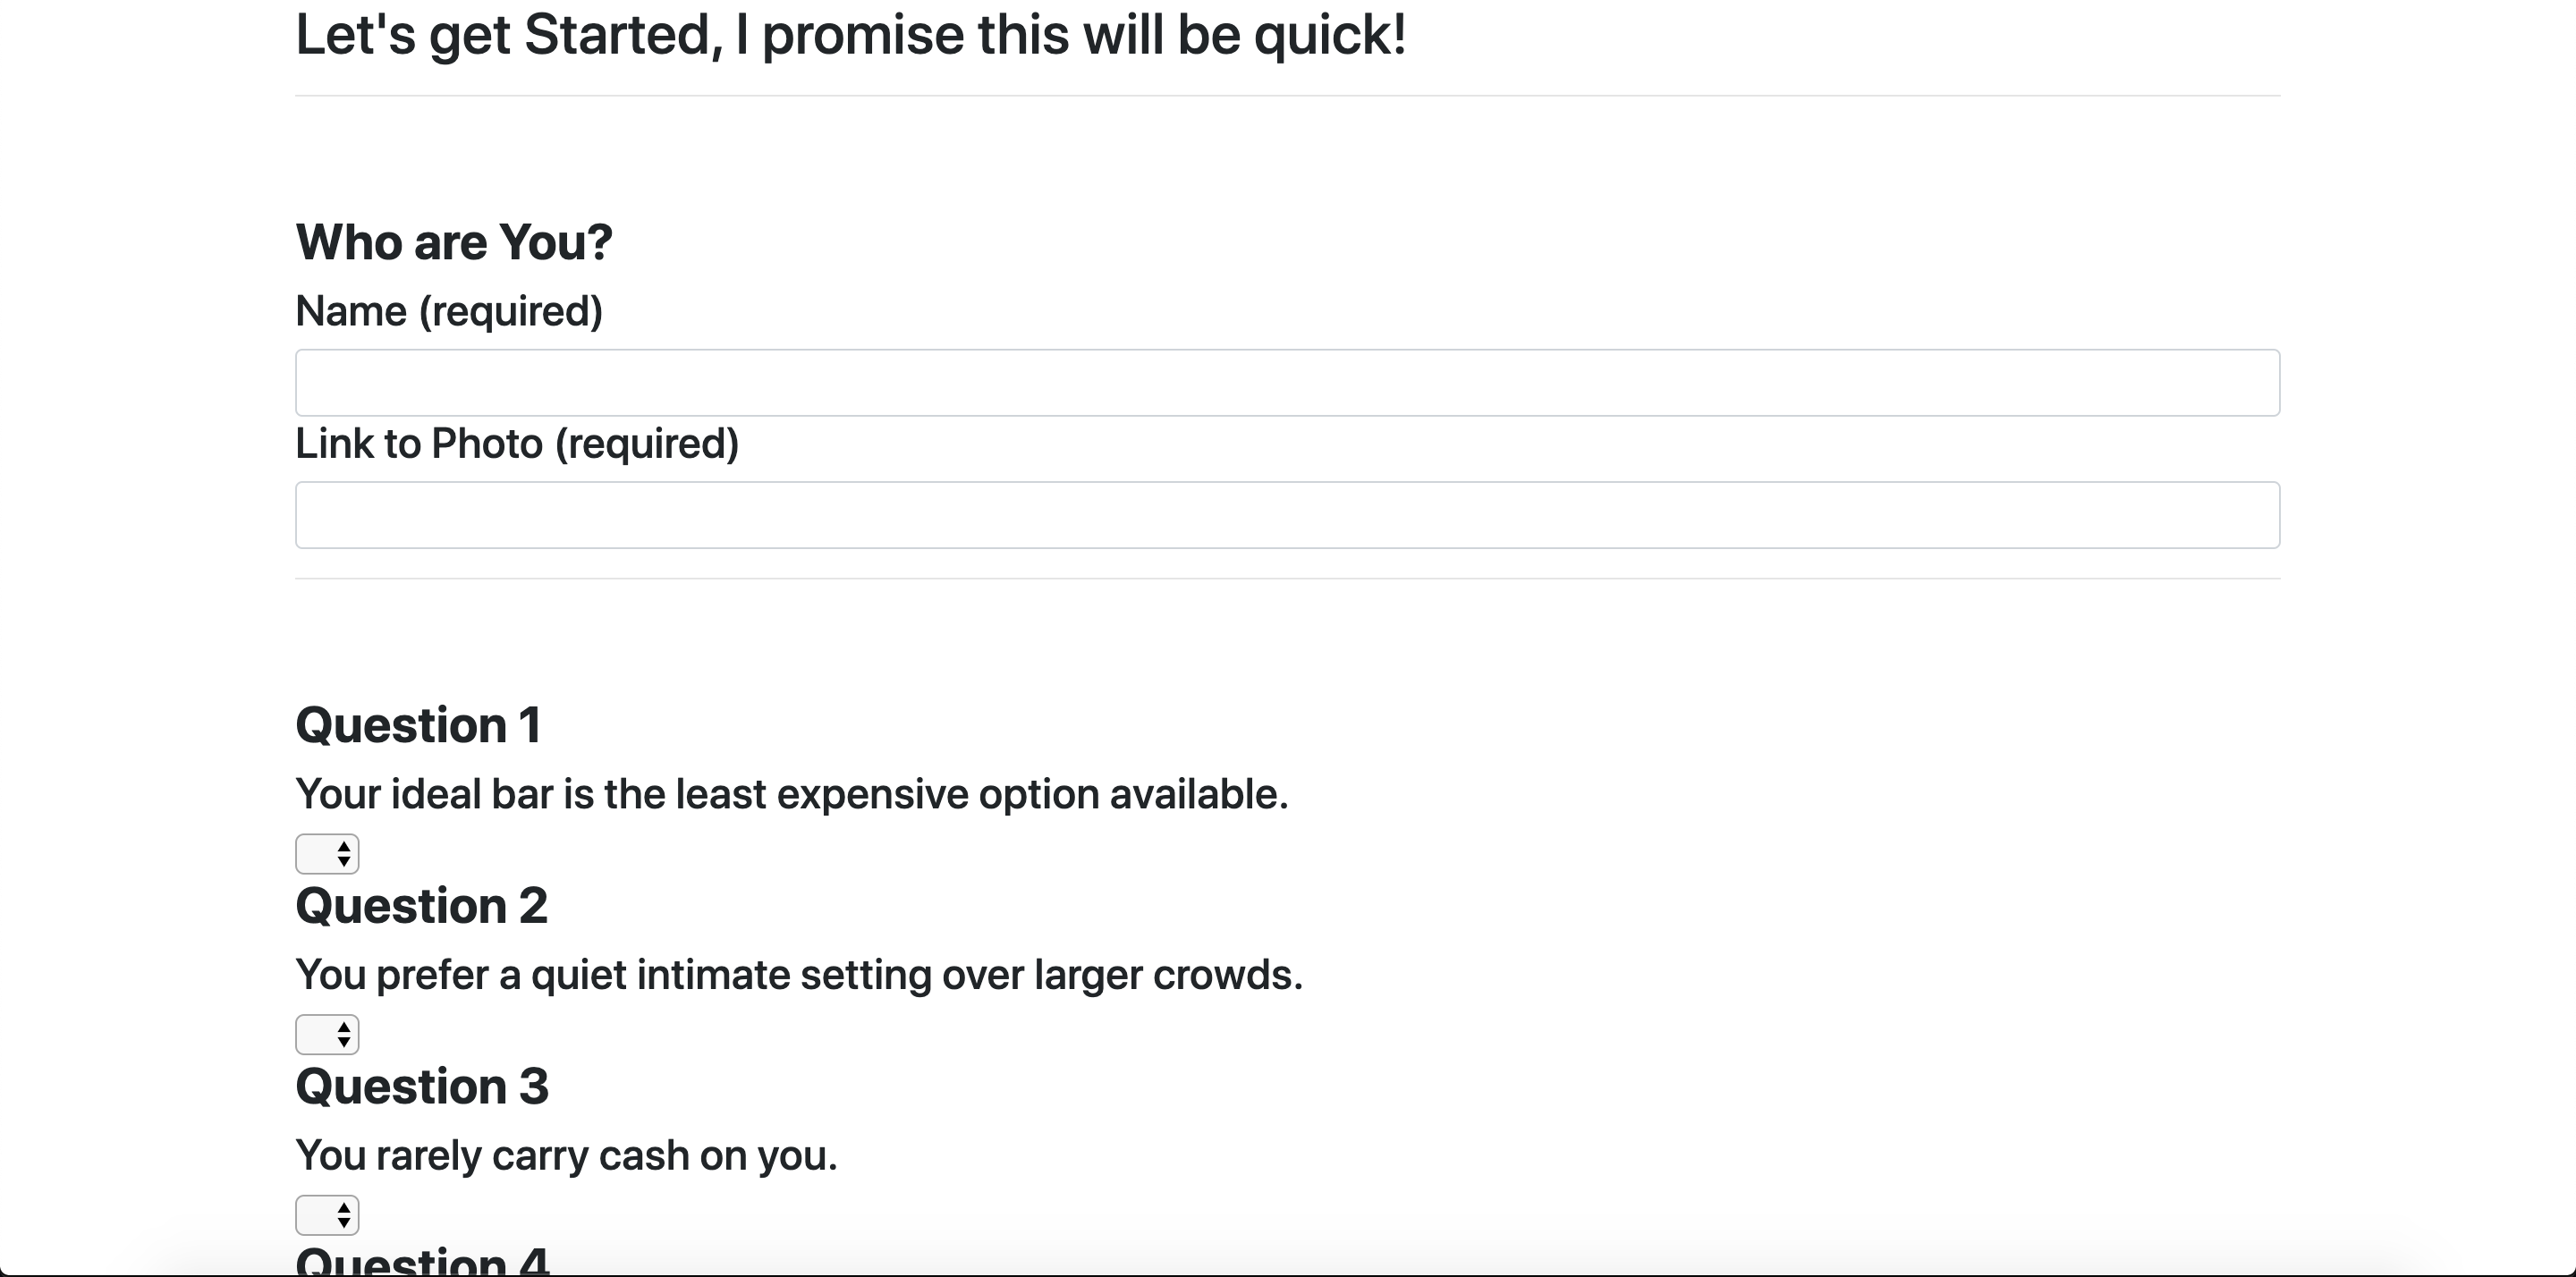 Let's get Started, I promise this will be quick!
Who are You?
Name (required)
Link to Photo (required)
Question 1
Your ideal bar is the least expensive option available.
Question 2
You prefer a quiet intimate setting over larger crowds.
Question 3
You rarely carry cash on you.
Question 4